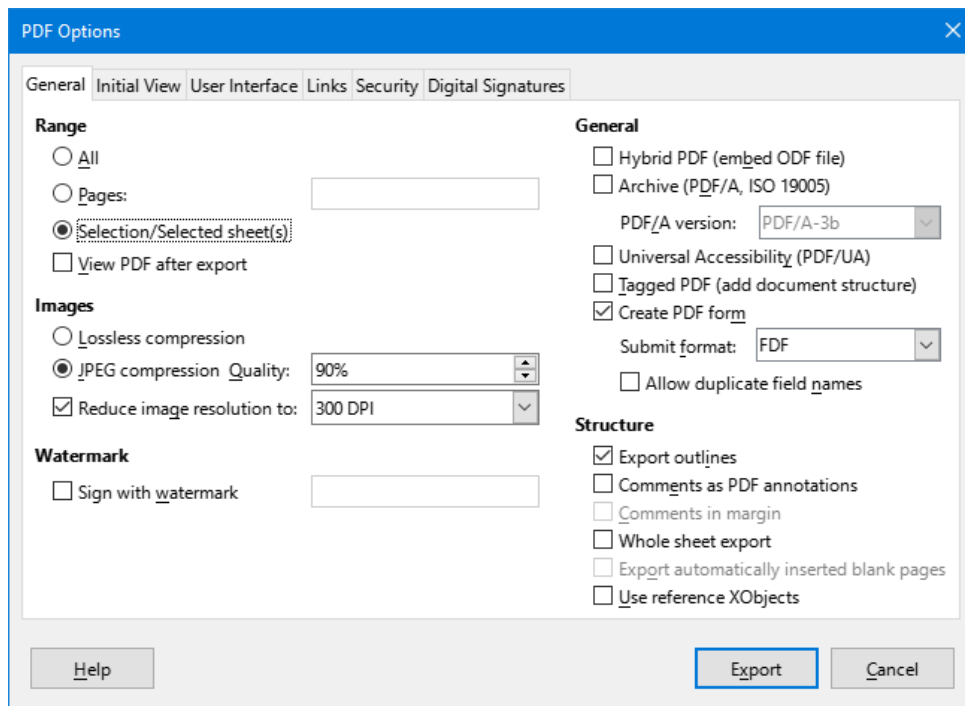 PDF Options
General Initial View User Interface Links Security Digital Signatures
Range
All
Pages:
Selection/Selected sheet(s)
View PDF after export
Images
Lossless compression
JPEG compression Quality: 90%
Reduce image resolution to: 300 DPI
Watermark
Sign with watermark
General
Hybrid PDF (embed ODF file)
Archive (PDF/A, ISO 19005)
PDF/A version: PDF/A-3b
Universal Accessibility (PDF/UA)
Tagged PDF (add document structure)
Create PDF form
Submit format: FDF
Allow duplicate field names
Structure
Export outlines
Comments as PDF annotations
Comments in margin
Whole sheet export
Export automatically inserted blank pages
Use reference XObjects
Help Export Cancel